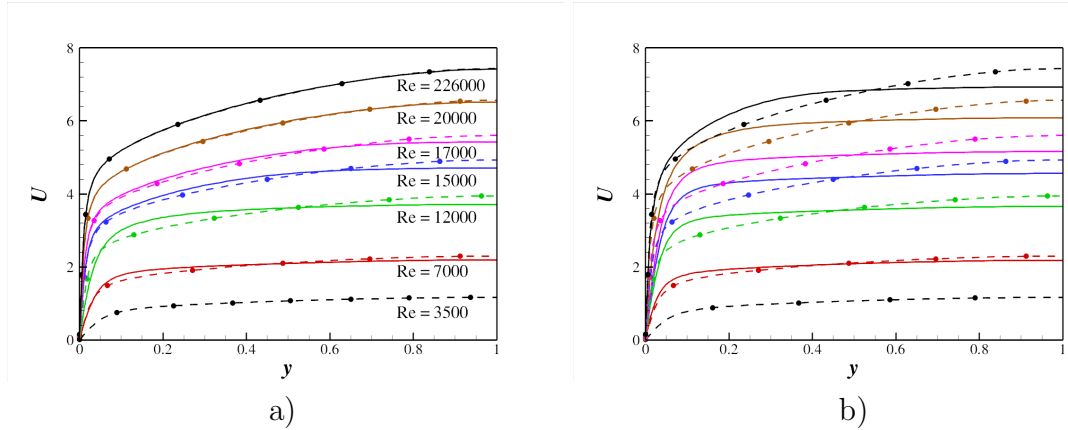 8
6
4
2
0
U
Re = 226000
Re = 20000
Re = 17000
Re = 15000
Re = 12000
Re = 7000
Re = 3500
0 0.2 0.4 0.6 0.8 1
y
a)
8
6
4
2
0
U
0 0.2 0.4 0.6 0.8 1
y
b)